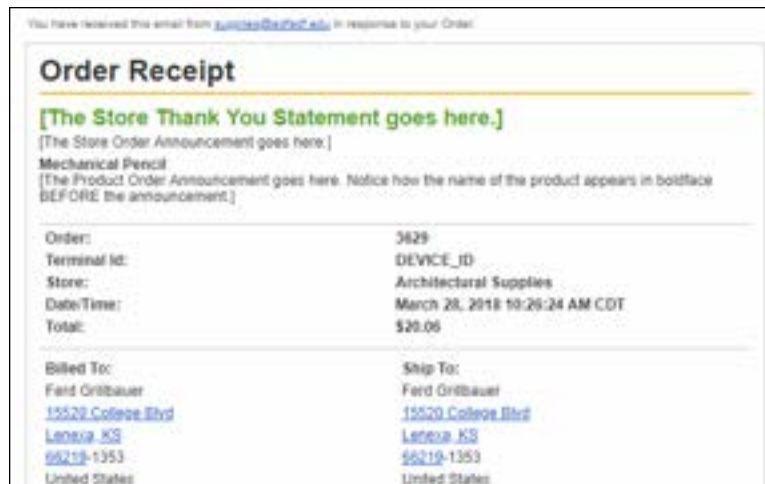 You have received this email from in response to your Order.
Order Receipt
[The Store Thank You Statement goes here.]
[The Store Order Announcement goes here.]
Mechanical Pencil
[The Product Order Announcement goes here. Notice how the name of the product appears in boldface
BEFORE the announcement.]
Order: 3629
Terminal Id: DEVICE_ID
Store: Architectural Supplies
Date/Time: March 28, 2018 10:26:24 AM CDT
Total: $20.06
Billed To: Ship To:
Ferd Grillbauer Ferd Grillbauer
15520 College Blvd 15520 College Blvd
Lenexa, KS Lenexa, KS
66219-1353 66219-1353
United States United States